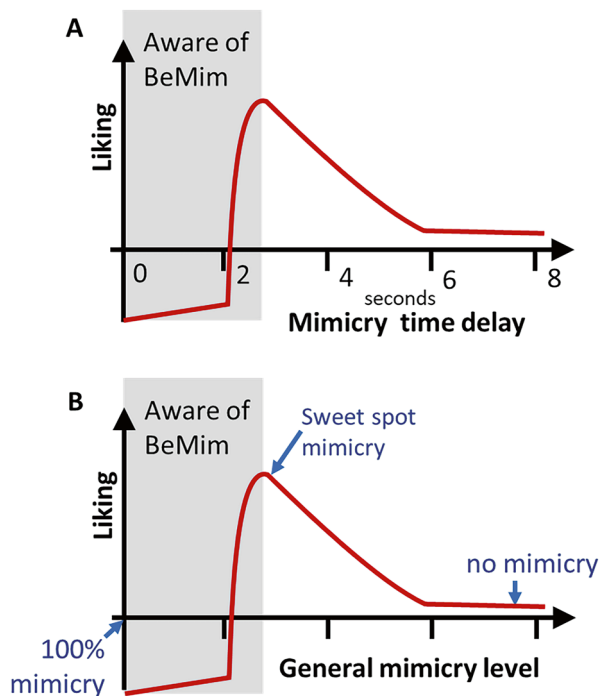 A
Aware of
BeMim
Liking
0
2
4
6
8
seconds
Mimicry time delay
B
Aware of
BeMim
Sweet spot
mimicry
Liking
no mimicry
100%
mimicry
General mimicry level